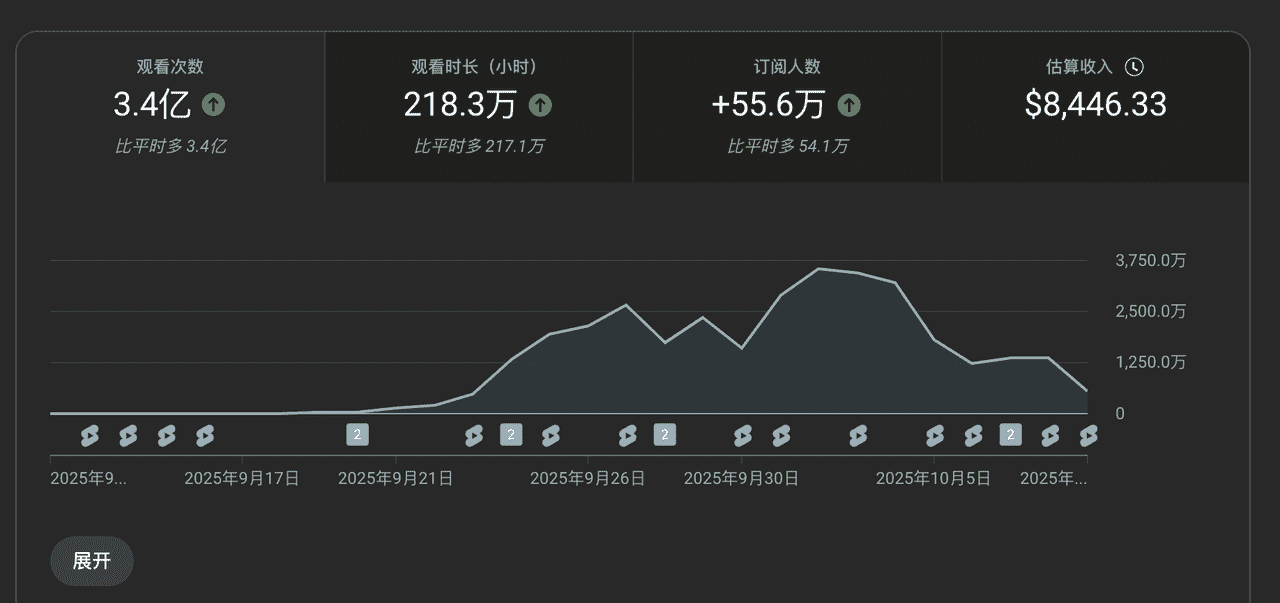 观看次数
3.4亿
比平时多 3.4亿
观看时长（小时）
218.3万
比平时多 217.1万
订阅人数
+55.6万
比平时多 54.1万
估算收入
$8,446.33
3,750.0万
2,500.0万
1,250.0万
0
2 2 2 2
2025年9... 2025年9月17日 2025年9月21日 2025年9月26日 2025年9月30日 2025年10月5日 2025年...
展开